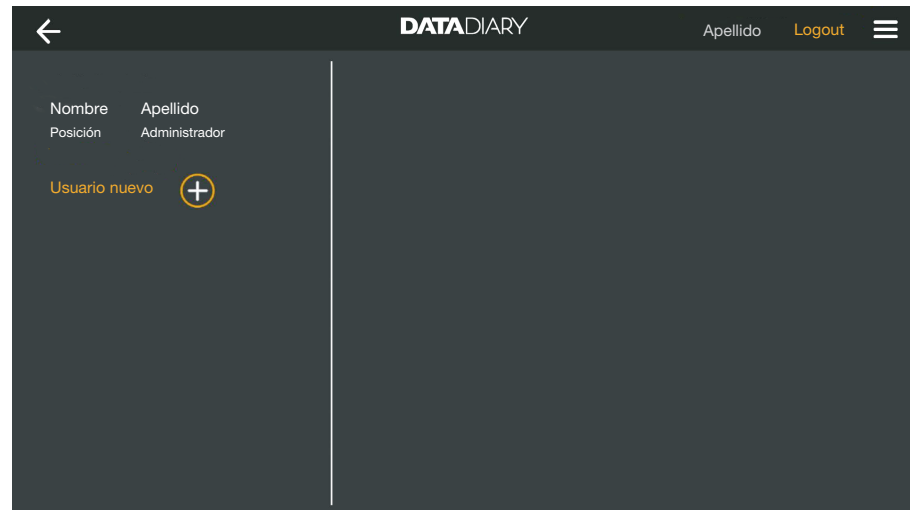 DATADIARY
Apellido Logout
Nombre Apellido
Posición Administrador
Usuario nuevo